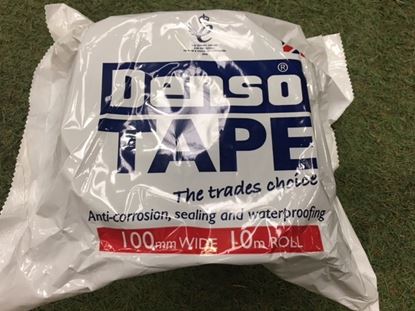 Denso®
TAPE
The trades choice
Anti-corrosion, sealing and waterproofing
100mm WIDE 10m ROLL